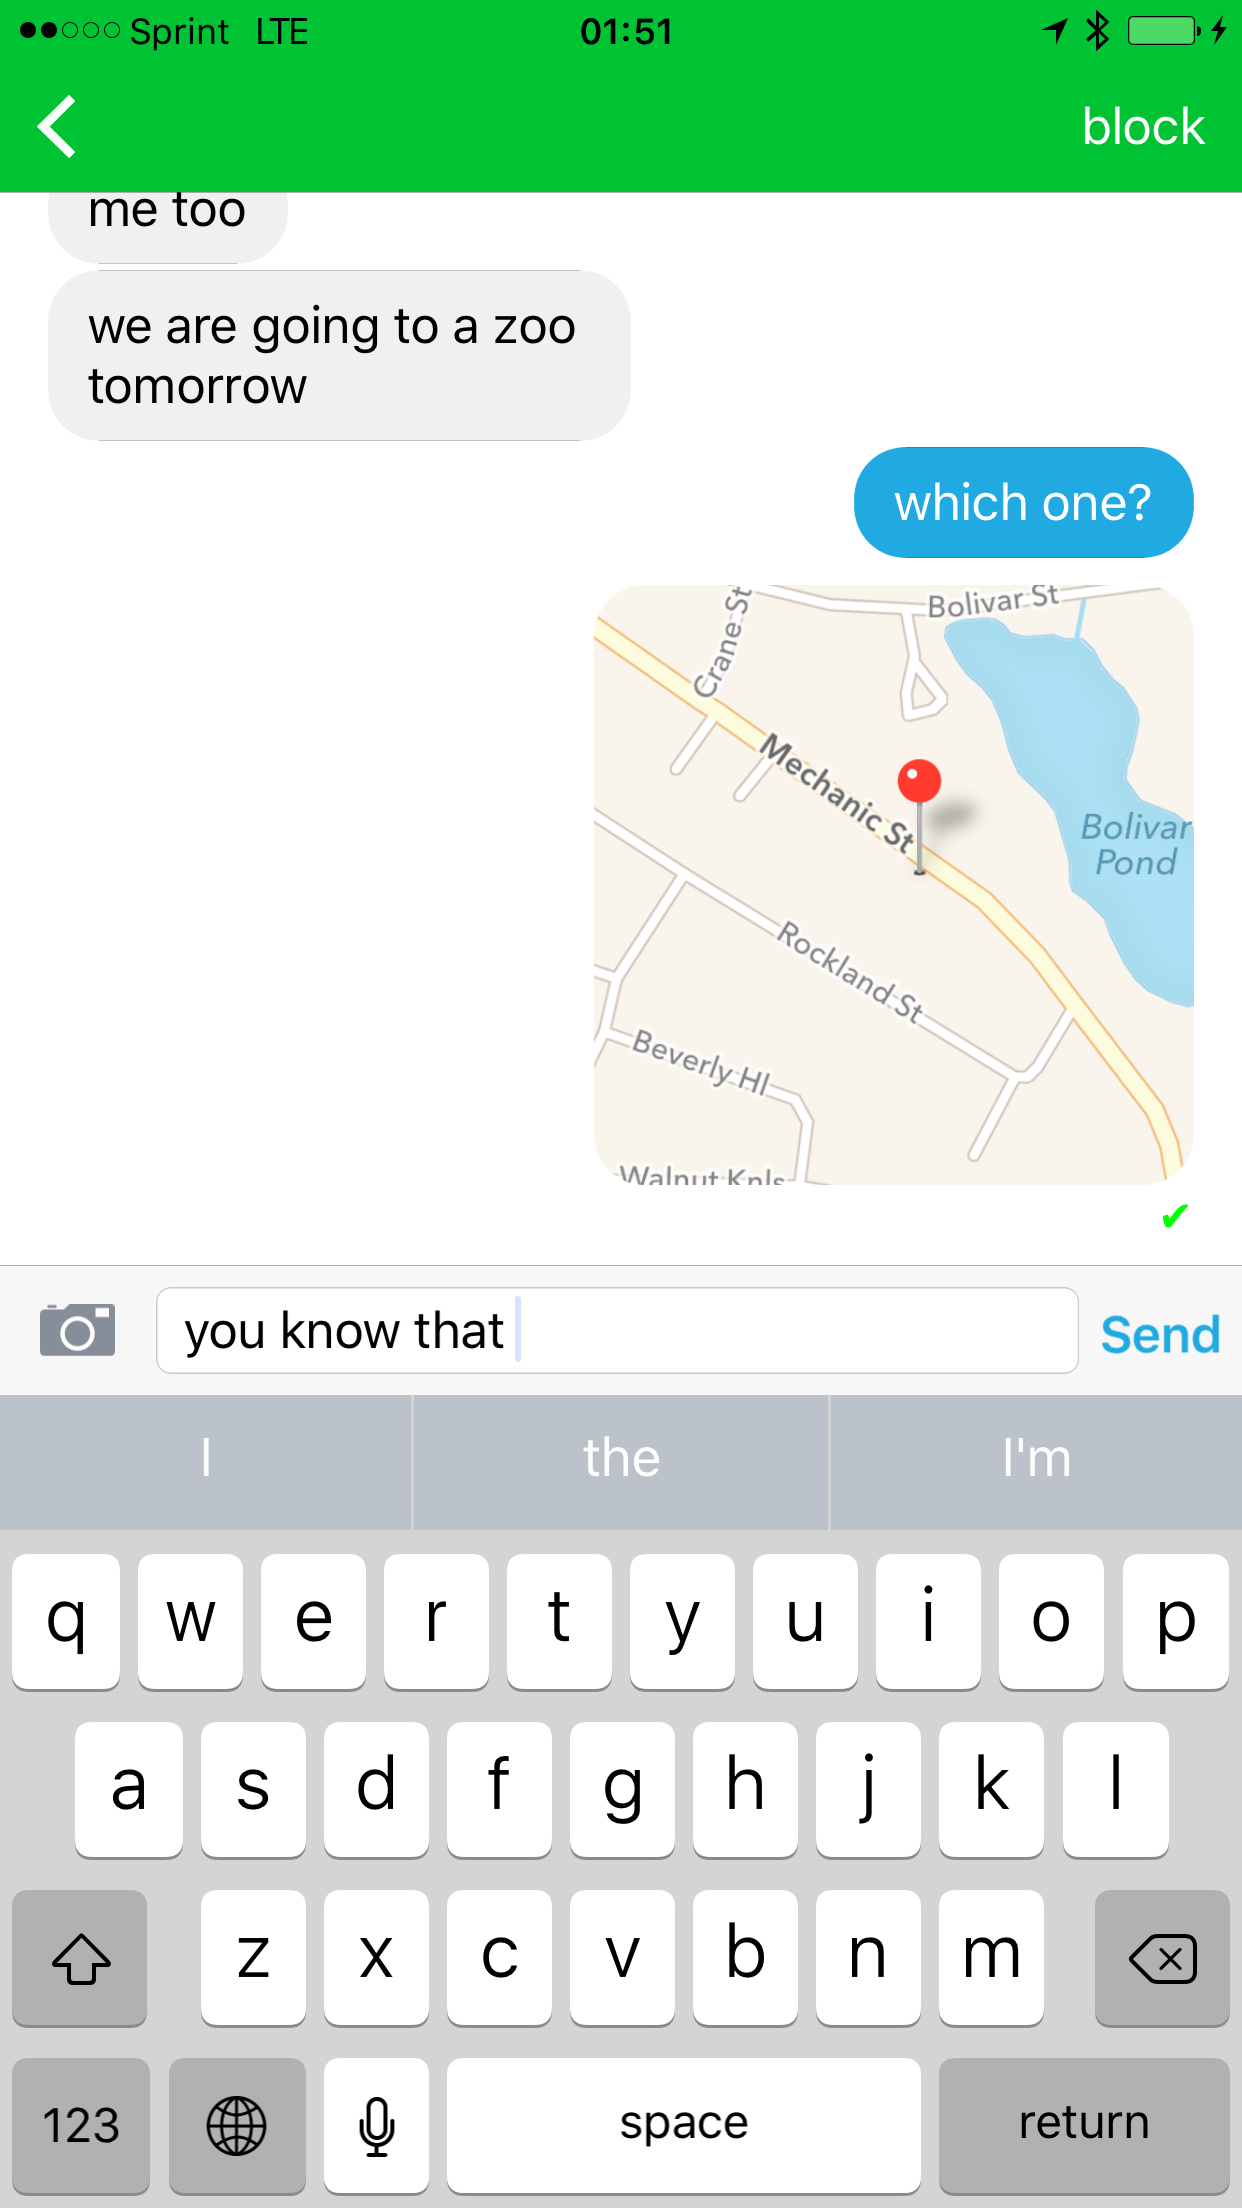 Sprint LTE 01:51
block
me too
we are going to a zoo
tomorrow
which one?
Bolivar St
Crane St
Mechanic St
Bolivar
Pond
Rockland St
Beverly Hl
Walnut Knls
✔
you know that
Send
I the I'm
q w e r t y u i o p
a s d f g h j k l
z x c v b n m
123 space return